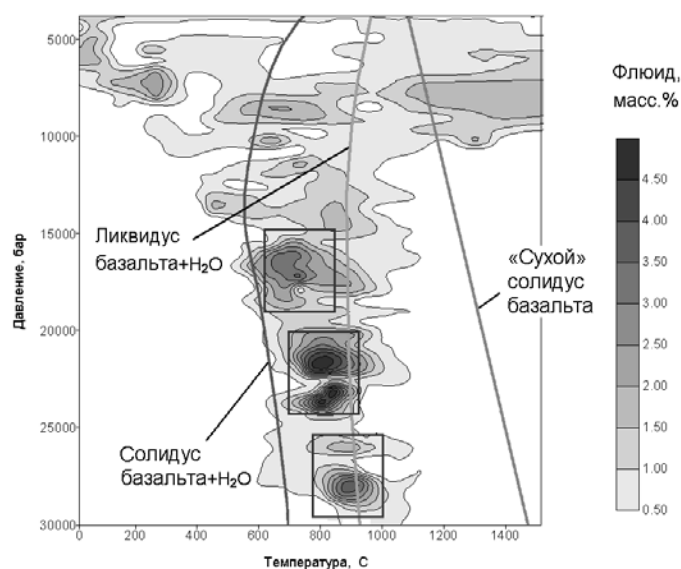 5000
10000
15000
20000
25000
30000
Давление, бар
0
200
400
600
800
1000
1200
1400
Температура, С
Ликвидус
базальта+H₂O
Солидус
базальта+H₂O
«Сухой»
солидус
базальта
Флюид,
масс.%
4.50
4.00
3.50
3.00
2.50
2.00
1.50
1.00
0.50